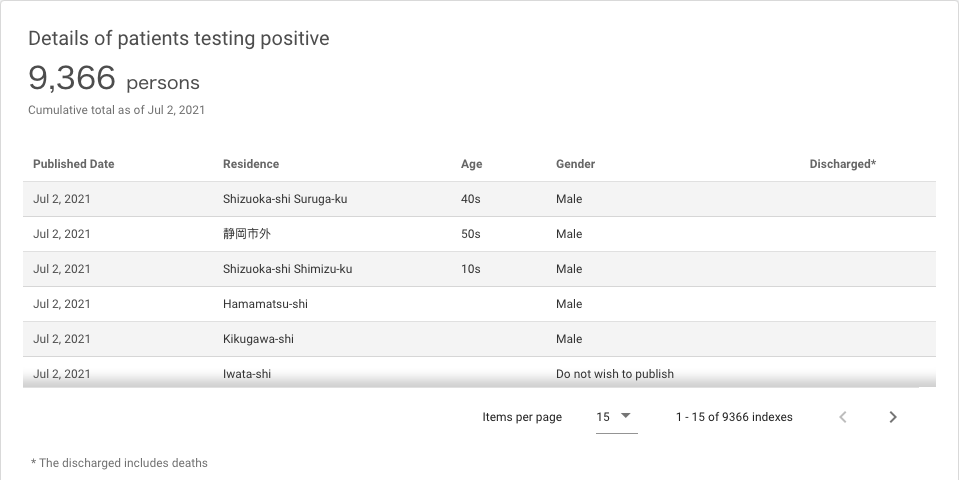 Details of patients testing positive
9,366 persons
Cumulative total as of Jul 2, 2021
Published Date Residence Age Gender Discharged*
Jul 2, 2021 Shizuoka-shi Suruga-ku 40s Male
Jul 2, 2021 静岡市外 50s Male
Jul 2, 2021 Shizuoka-shi Shimizu-ku 10s Male
Jul 2, 2021 Hamamatsu-shi Male
Jul 2, 2021 Kikugawa-shi Male
Jul 2, 2021 Iwata-shi Do not wish to publish
Items per page 15 1 - 15 of 9366 indexes
* The discharged includes deaths